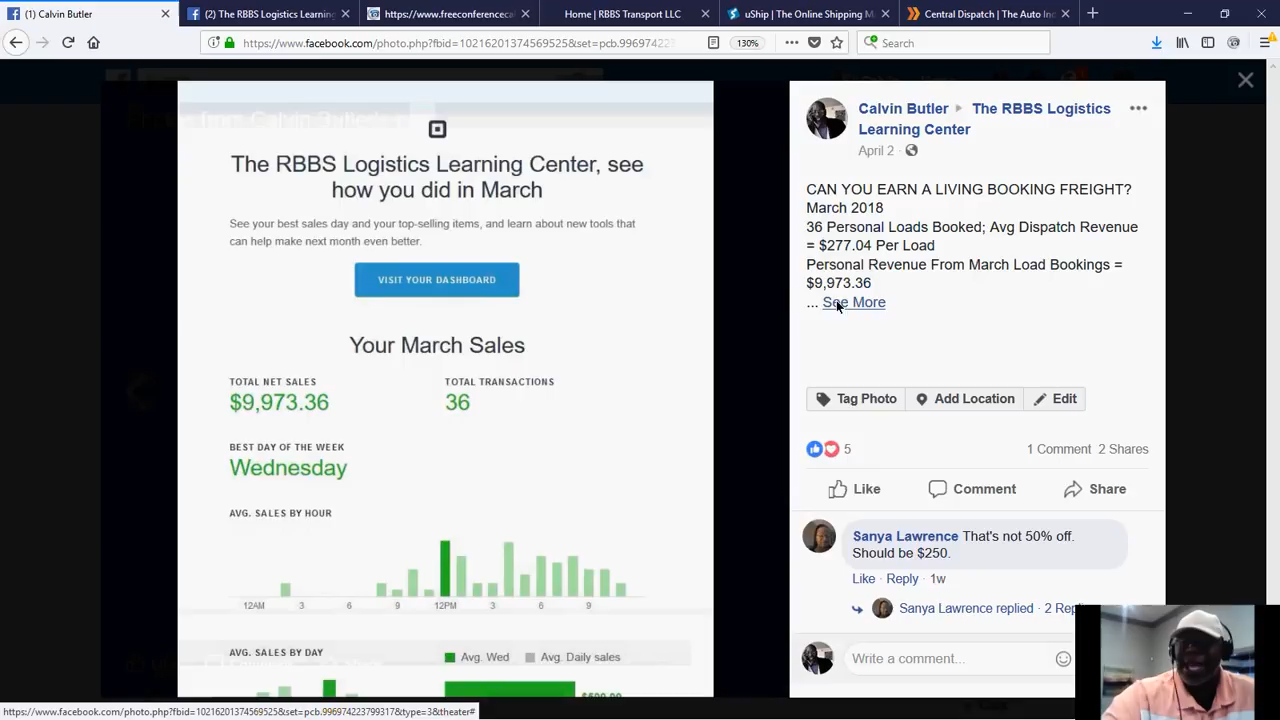 (1) Calvin Butler
(2) The RBBS Logistics Learning
https://www.freeconferenceca
Home | RBBS Transport LLC
uShip | The Online Shipping M
Central Dispatch | The Auto In
https://www.facebook.com/photo.php?fbid=10216201374569525&set=pcb.9969742237
130%
Search
The RBBS Logistics Learning Center, see
how you did in March
See your best sales day and your top-selling items, and learn about new tools that
can help make next month even better.
VISIT YOUR DASHBOARD
Your March Sales
TOTAL NET SALES
$9,973.36
TOTAL TRANSACTIONS
36
BEST DAY OF THE WEEK
Wednesday
AVG. SALES BY HOUR
12AM 3 6 9 12PM 3 6 9
AVG. SALES BY DAY
Avg. Wed Avg. Daily sales
Calvin Butler The RBBS Logistics
Learning Center
April 2
CAN YOU EARN A LIVING BOOKING FREIGHT?
March 2018
36 Personal Loads Booked; Avg Dispatch Revenue
= $277.04 Per Load
Personal Revenue From March Load Bookings =
$9,973.36
... See More
Tag Photo Add Location Edit
5 1 Comment 2 Shares
Like Comment Share
Sanya Lawrence That's not 50% off.
Should be $250.
Like · Reply · 1w
Sanya Lawrence replied · 2 Repl
Write a comment...
https://www.facebook.com/photo.php?fbid=10216201374569525&set=pcb.996974223799317&type=3&theater#